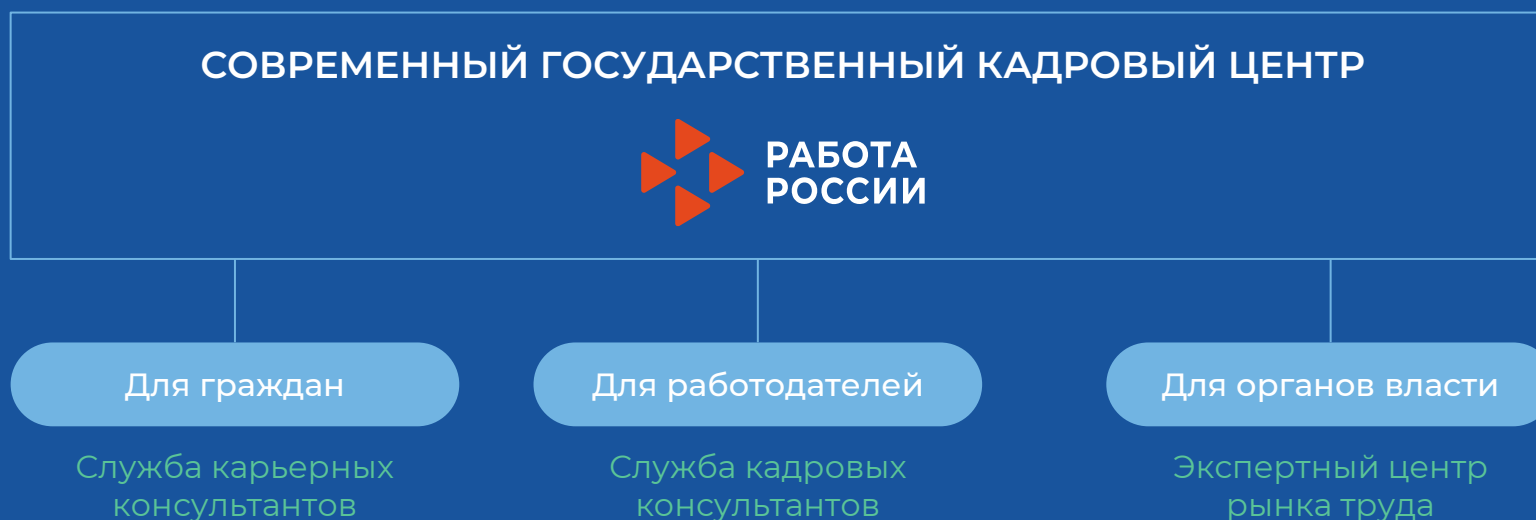 СОВРЕМЕННЫЙ ГОСУДАРСТВЕННЫЙ КАДРОВЫЙ ЦЕНТР
РАБОТА
РОССИИ
Для граждан
Для работодателей
Для органов власти
Служба карьерных
консультантов
Служба кадровых
консультантов
Экспертный центр
рынка труда